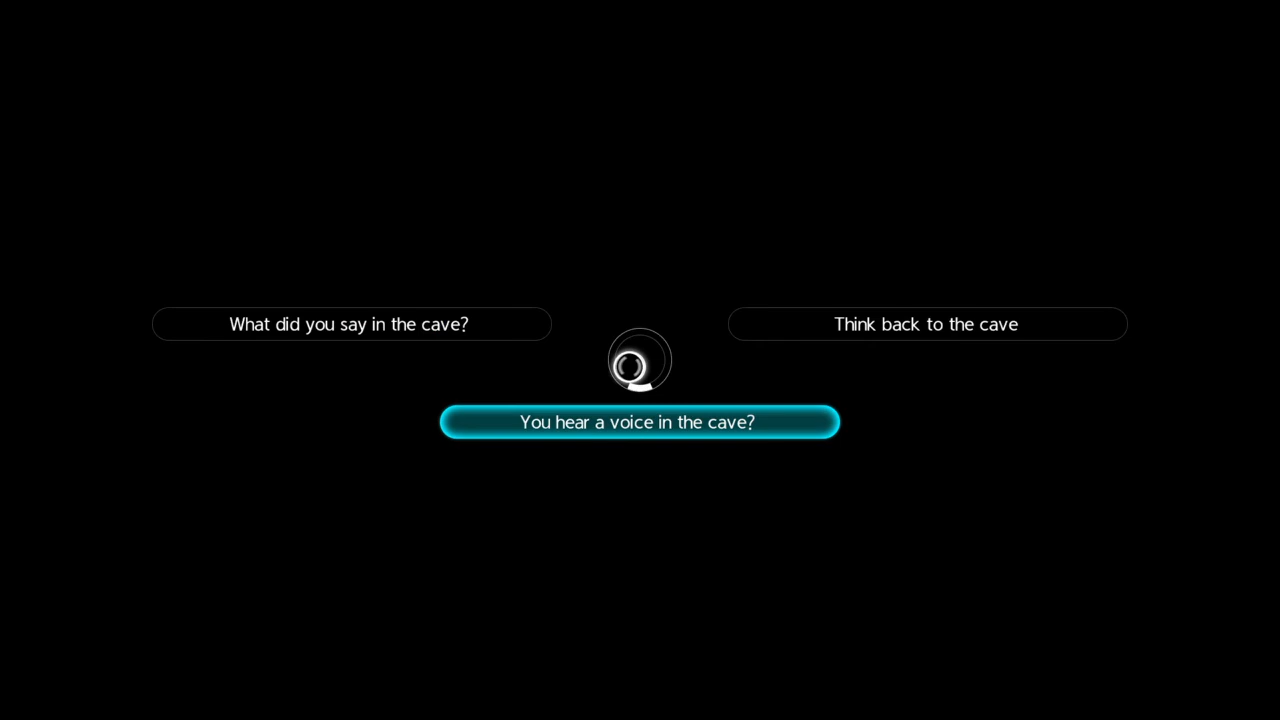 What did you say in the cave?
Think back to the cave
You hear a voice in the cave?